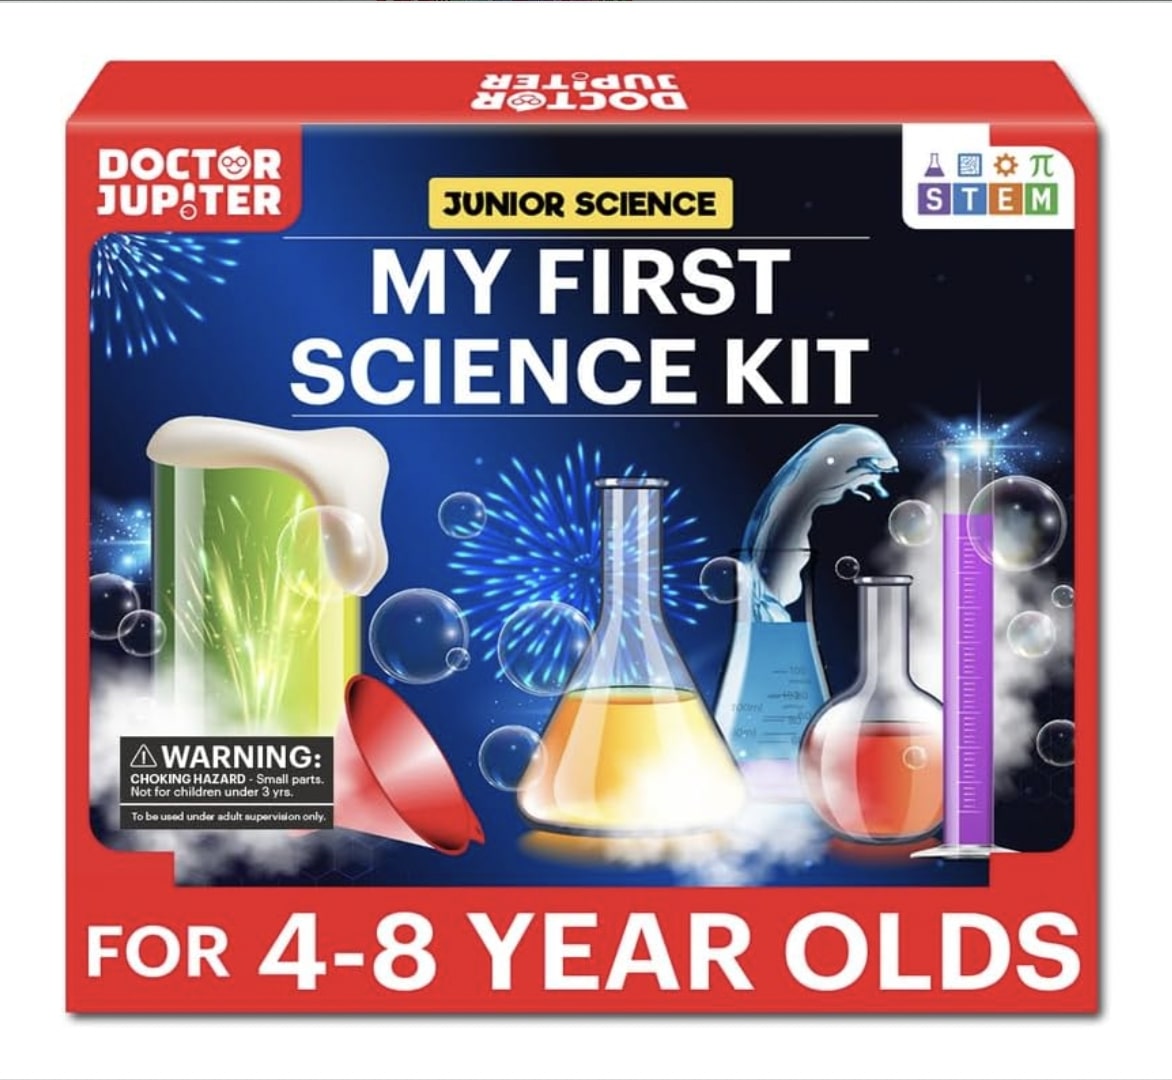 DOCTOR
JUPITER
DOCTOR
JUPITER
STEM
JUNIOR SCIENCE
MY FIRST
SCIENCE KIT
WARNING:
CHOKING HAZARD - Small parts.
Not for children under 3 yrs.
To be used under adult supervision only.
FOR 4-8 YEAR OLDS